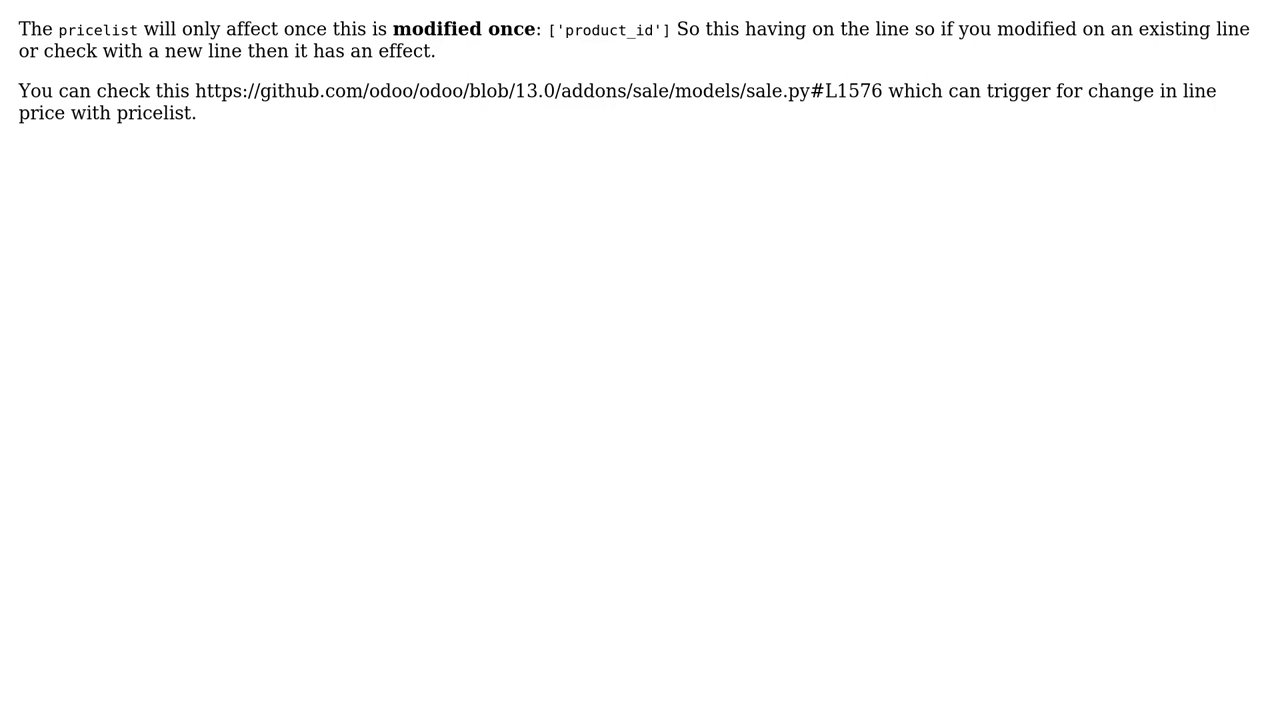 The pricelist will only affect once this is modified once: ['product_id'] So this having on the line so if you modified on an existing line
or check with a new line then it has an effect.
You can check this https://github.com/odoo/odoo/blob/13.0/addons/sale/models/sale.py#L1576 which can trigger for change in line
price with pricelist.